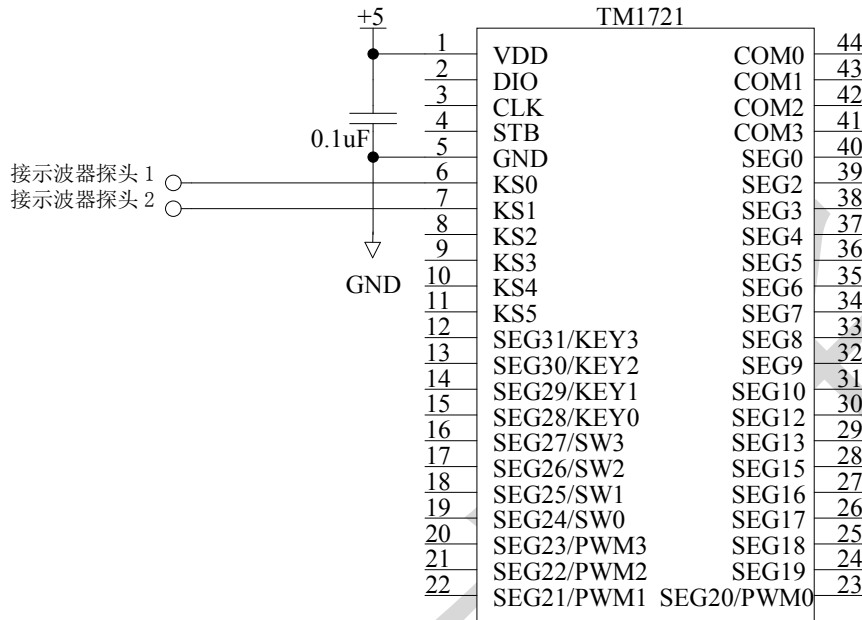 +5
TM1721
0.1uF
接示波器探头 1
接示波器探头 2
GND
1 VDD
2 DIO
3 CLK
4 STB
5 GND
6 KS0
7 KS1
8 KS2
9 KS3
10 KS4
11 KS5
12 SEG31/KEY3
13 SEG30/KEY2
14 SEG29/KEY1
15 SEG28/KEY0
16 SEG27/SW3
17 SEG26/SW2
18 SEG25/SW1
19 SEG24/SW0
20 SEG23/PWM3
21 SEG22/PWM2
22 SEG21/PWM1
COM0 44
COM1 43
COM2 42
COM3 41
SEG0 40
SEG2 39
SEG3 38
SEG4 37
SEG5 36
SEG6 35
SEG7 34
SEG8 33
SEG9 32
SEG10 31
SEG12 30
SEG13 29
SEG15 28
SEG16 27
SEG17 26
SEG18 25
SEG19 24
SEG20/PWM0 23